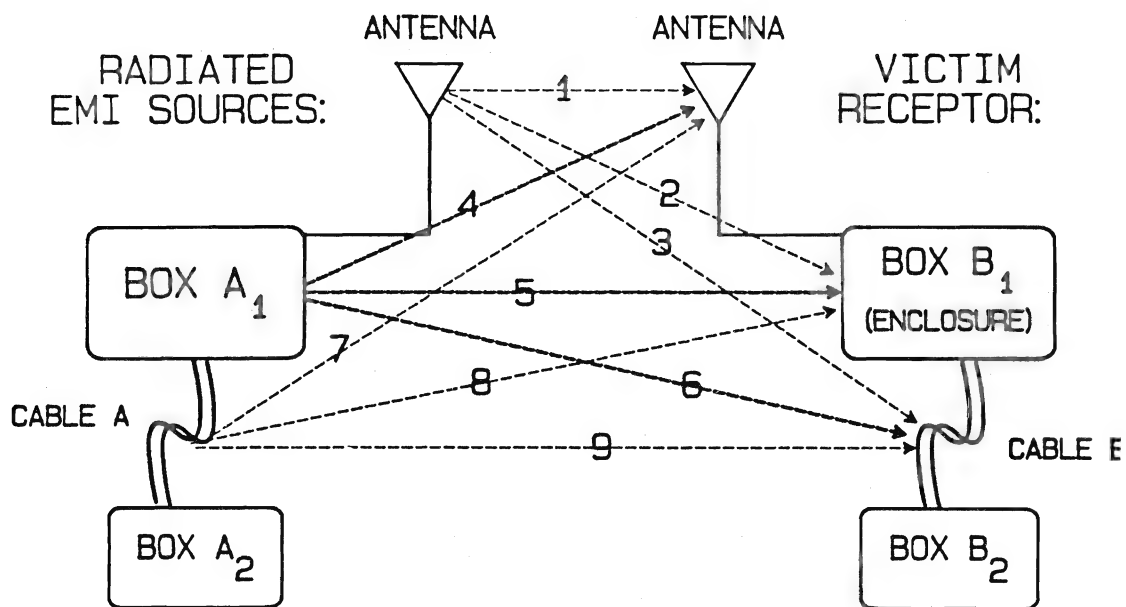 ANTENNA
ANTENNA
RADIATED
EMI SOURCES:
VICTIM
RECEPTOR:
1
2
3
4
5
6
7
8
9
BOX A1
BOX B1
(ENCLOSURE)
CABLE A
CABLE
BOX A2
BOX B2